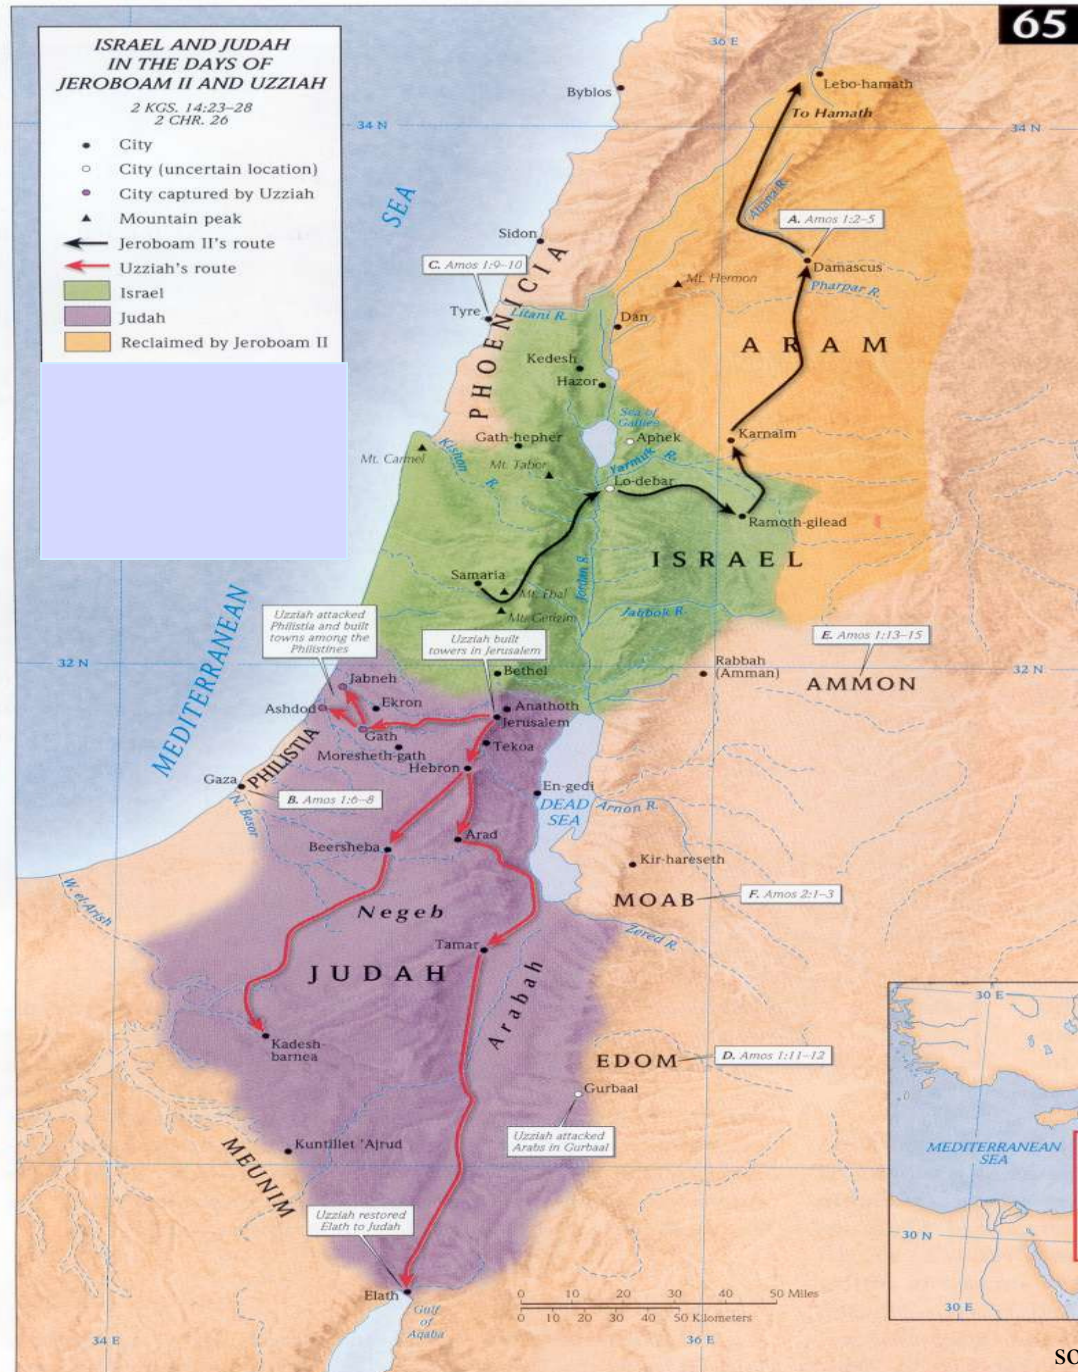 65
ISRAEL AND JUDAH
IN THE DAYS OF
JEROBOAM II AND UZZIAH
2 KGS. 14:23–28
2 CHR. 26
City
City (uncertain location)
City captured by Uzziah
Mountain peak
Jeroboam II's route
Uzziah's route
Israel
Judah
Reclaimed by Jeroboam II
36 E
Lebo-hamath
Byblos
To Hamath
34 N
34 N
SEA
Abana R.
A. Amos 1:2–5
Sidon
C. Amos 1:9–10
Damascus
Mt. Hermon
Pharpar R.
PHOENICIA
Tyre
Litani R.
Dan
ARAM
Kedesh
Hazor
Sea of
Galilee
Karnaim
Gath-hepher
Aphek
Kishon
R.
Mt. Carmel
Mt. Tabor
Yarmuk R.
Lo-debar
Ramoth-gilead
ISRAEL
Samaria
Mt. Ebal
Jordan R.
Mt. Gerizim
Jabbok R.
MEDITERRANEAN
Uzziah attacked
Philistia and built
towns among the
Philistines
Uzziah built
towers in Jerusalem
E. Amos 1:13–15
32 N
Bethel
Rabbah
(Amman)
32 N
AMMON
Jabneh
Ekron
Anathoth
Ashdod
Jerusalem
Gath
Tekoa
Moresheth-gath
Hebron
PHILISTIA
Gaza
B. Amos 1:6–8
En-gedi
DEAD
SEA
Arnon R.
N. Besor
Beersheba
Arad
Kir-hareseth
W. el-Arish
MOAB
F. Amos 2:1–3
Negeb
Zered R.
Tamar
JUDAH
Arabah
30 E
Kadesh-
barnea
EDOM
D. Amos 1:11–12
Gurbaal
Uzziah attacked
Arabs in Gurbaal
Kuntillet 'Ajrud
MEUNIM
MEDITERRANEAN
SEA
Uzziah restored
Elath to Judah
30 N
Elath
Gulf
of
Aqaba
0 10 20 30 40 50 Miles
0 10 20 30 40 50 Kilometers
30 E
34 E
36 E
so